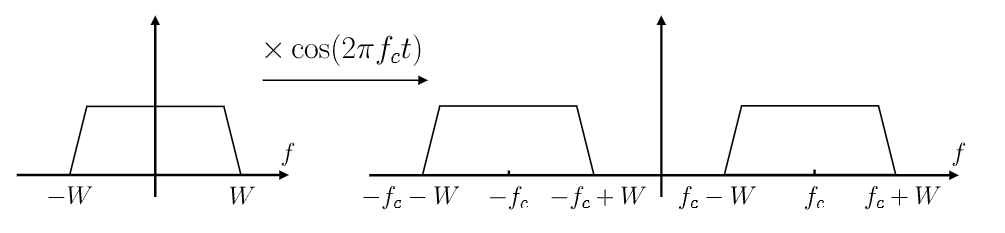 × cos(2πf_c t)
f
f
−W
W
−f_c − W
−f_c
−f_c + W
f_c − W
f_c
f_c + W